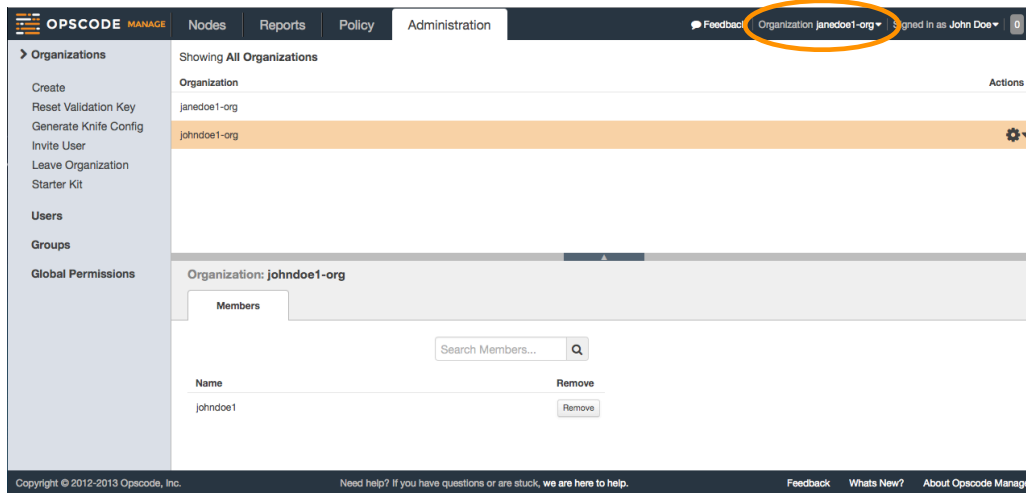 OPSCODE MANAGE Nodes Reports Policy Administration Feedback Organization janedoe1-org Signed in as John Doe 0
Organizations
Create
Reset Validation Key
Generate Knife Config
Invite User
Leave Organization
Starter Kit
Users
Groups
Global Permissions
Showing All Organizations
Organization Actions
janedoe1-org
johndoe1-org
Organization: johndoe1-org
Members
Search Members...
Name Remove
johndoe1 Remove
Copyright © 2012-2013 Opscode, Inc. Need help? If you have questions or are stuck, we are here to help. Feedback Whats New? About Opscode Manage